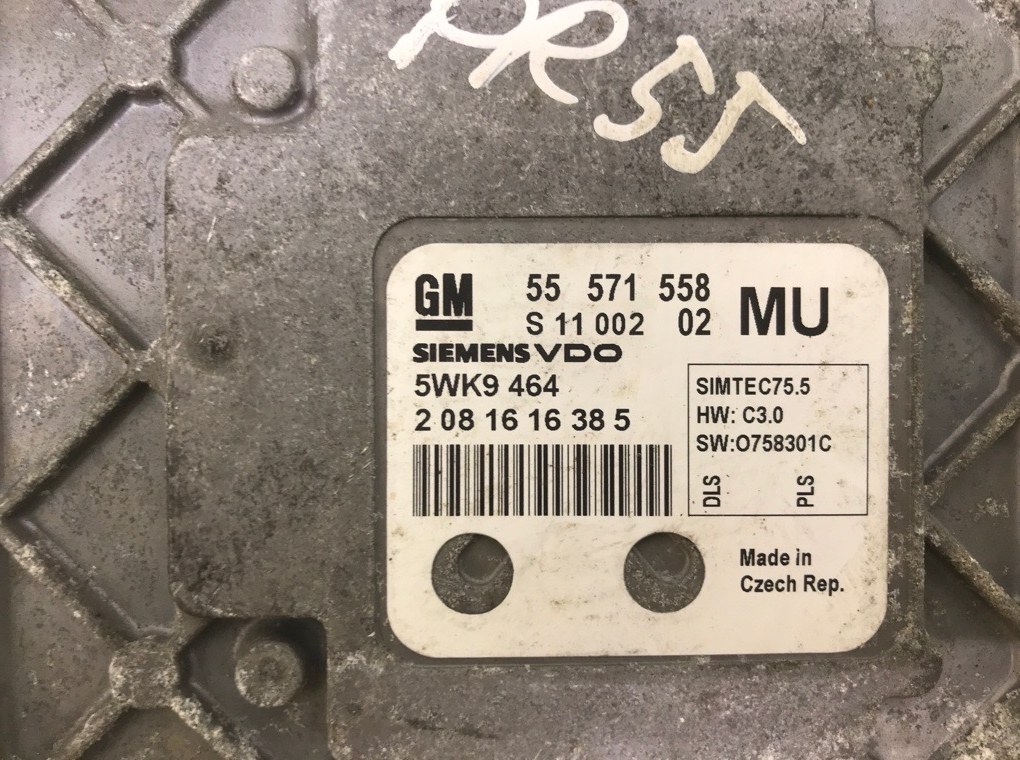 GM 55 571 558 MU
S 11 002 02
SIEMENS VDO
5WK9 464
2 08 16 16 38 5
SIMTEC75.5
HW: C3.0
SW:O758301C
DLS PLS
Made in
Czech Rep.